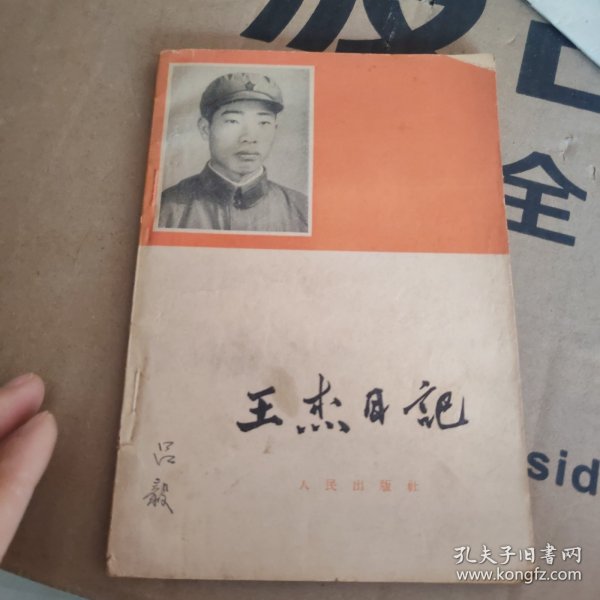 全
王杰日記
吕
毅
人民出版社
sid
孔夫子旧书网
www.kongfz.com